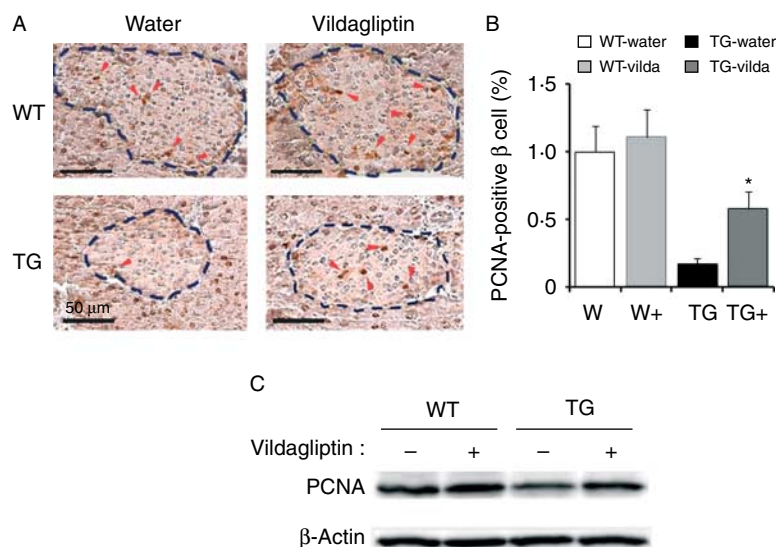 A
Water
Vildagliptin
WT
TG
50 µm
B
WT-water
TG-water
WT-vilda
TG-vilda
PCNA-positive β cell (%)
1·5
1·0
0·5
0
*
W
W+
TG
TG+
C
WT
TG
Vildagliptin :
–
+
–
+
PCNA
β-Actin